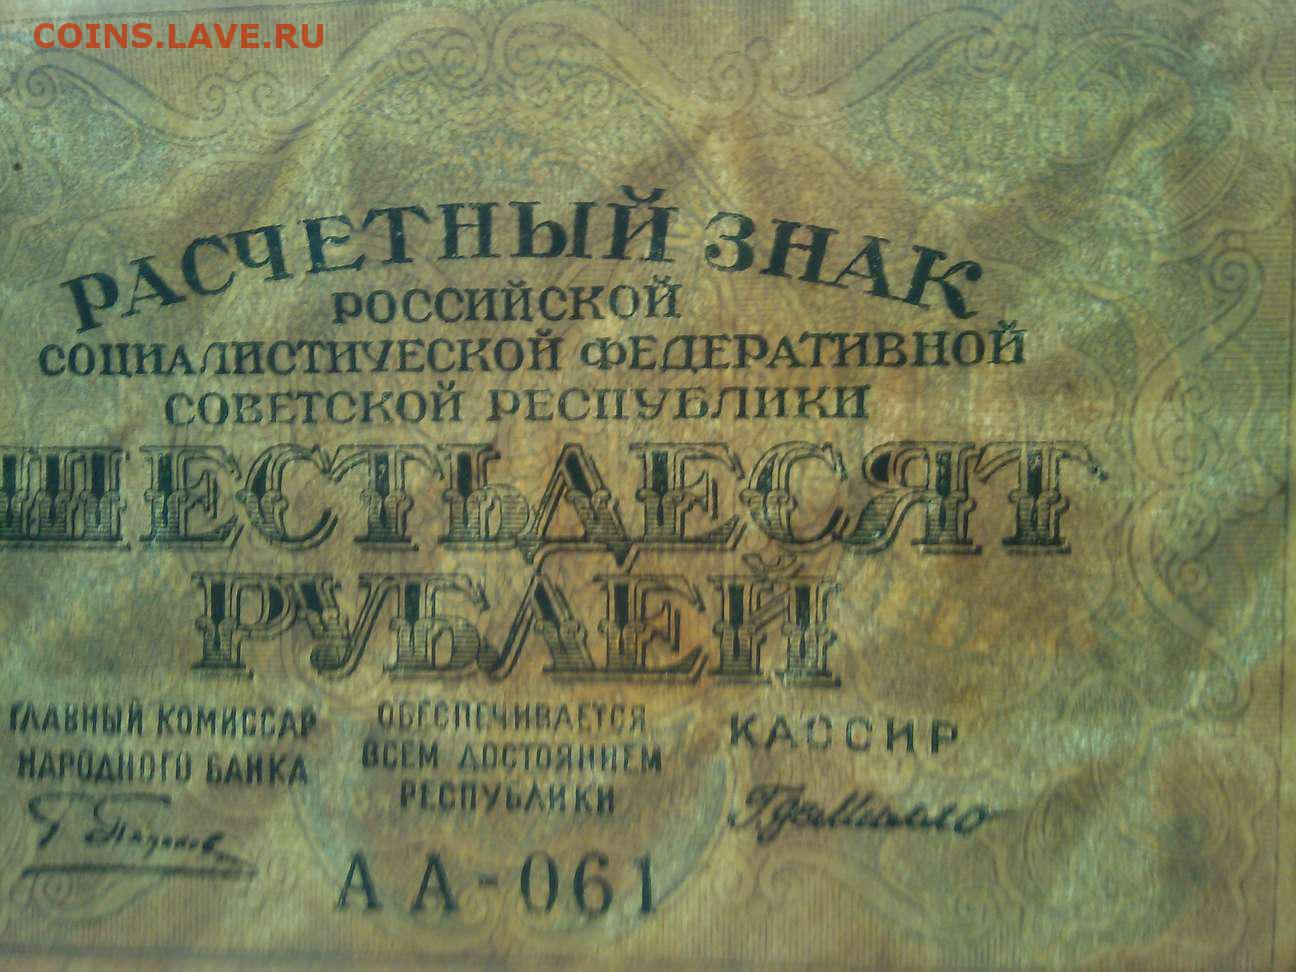 COINS.LAVE.RU
РАСЧЕТНЫЙ ЗНАК
РОССИЙСКОЙ
СОЦИАЛИСТИЧЕСКОЙ ФЕДЕРАТИВНОЙ
СОВЕТСКОЙ РЕСПУБЛИКИ
ШЕСТЬДЕСЯТ
РУБЛЕЙ
ГЛАВНЫЙ КОМИССАР
НАРОДНОГО БАНКА
ОБЕСПЕЧИВАЕТСЯ
ВСЕМ ДОСТОЯНИЕМ
РЕСПУБЛИКИ
КАССИР
АА-061